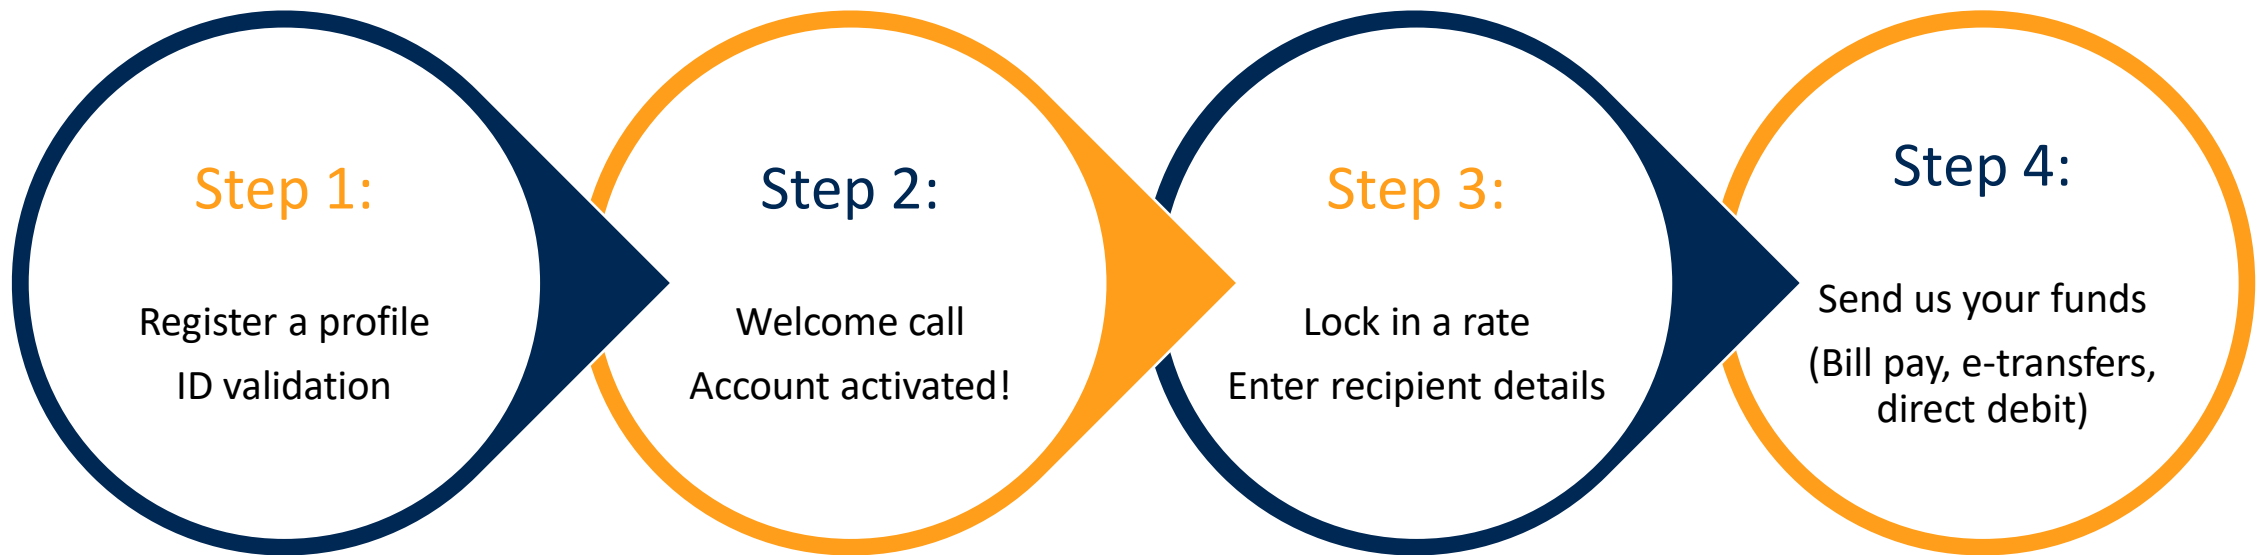 Step 1:
Register a profile
ID validation
Step 2:
Welcome call
Account activated!
Step 3:
Lock in a rate
Enter recipient details
Step 4:
Send us your funds
(Bill pay, e-transfers,
direct debit)